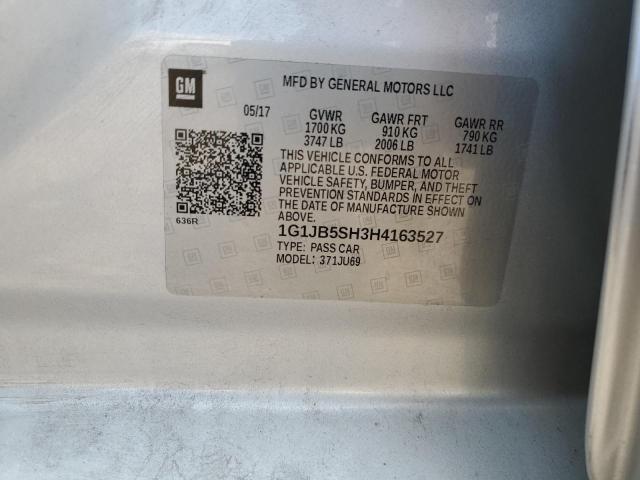 GM
MFD BY GENERAL MOTORS LLC
05/17 GVWR GAWR FRT GAWR RR
1700 KG 910 KG 790 KG
3747 LB 2006 LB 1741 LB
THIS VEHICLE CONFORMS TO ALL
APPLICABLE U.S. FEDERAL MOTOR
VEHICLE SAFETY, BUMPER, AND THEFT
PREVENTION STANDARDS IN EFFECT ON
THE DATE OF MANUFACTURE SHOWN
ABOVE.
636R
1G1JB5SH3H4163527
TYPE: PASS CAR
MODEL: 371JU69